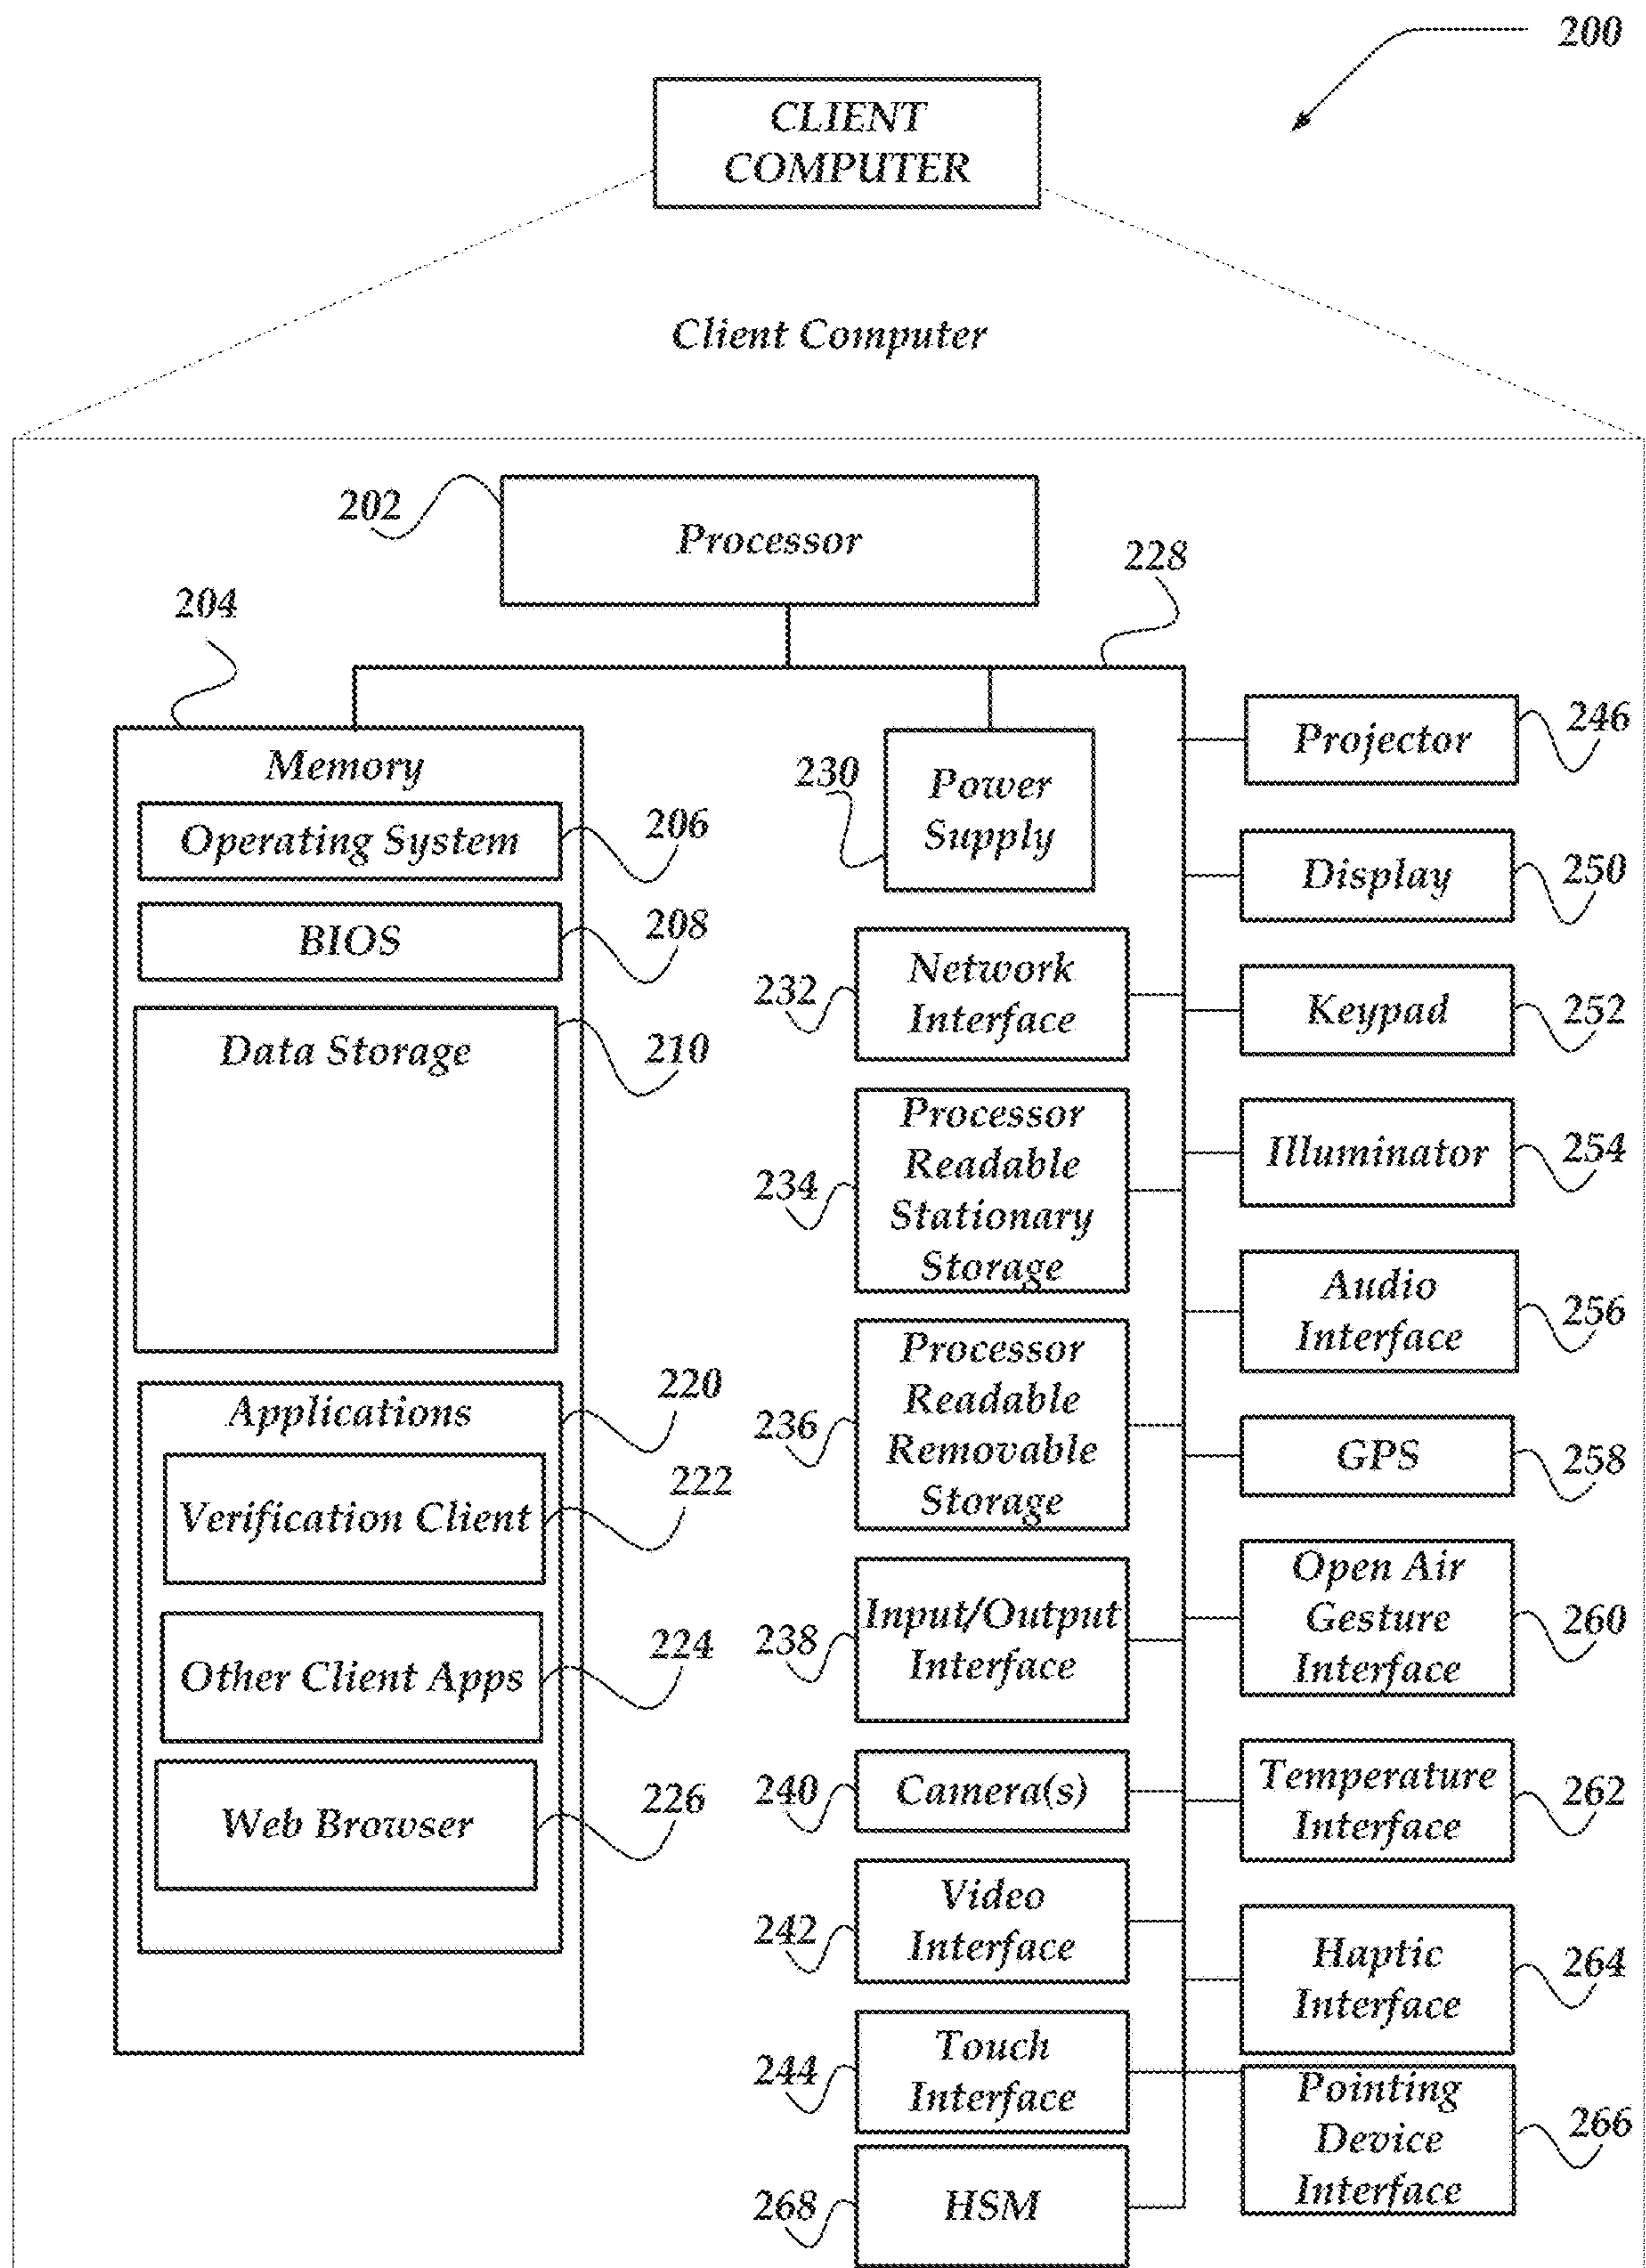 200
CLIENT
COMPUTER
Client Computer
202
Processor
228
204
Memory
Operating System
206
BIOS
208
Data Storage
210
Applications
220
Verification Client
222
Other Client Apps
224
Web Browser
226
230
Power
Supply
232
Network
Interface
234
Processor
Readable
Stationary
Storage
236
Processor
Readable
Removable
Storage
238
Input/Output
Interface
240
Camera(s)
242
Video
Interface
244
Touch
Interface
268
HSM
Projector
246
Display
250
Keypad
252
Illuminator
254
Audio
Interface
256
GPS
258
Open Air
Gesture
Interface
260
Temperature
Interface
262
Haptic
Interface
264
Pointing
Device
Interface
266